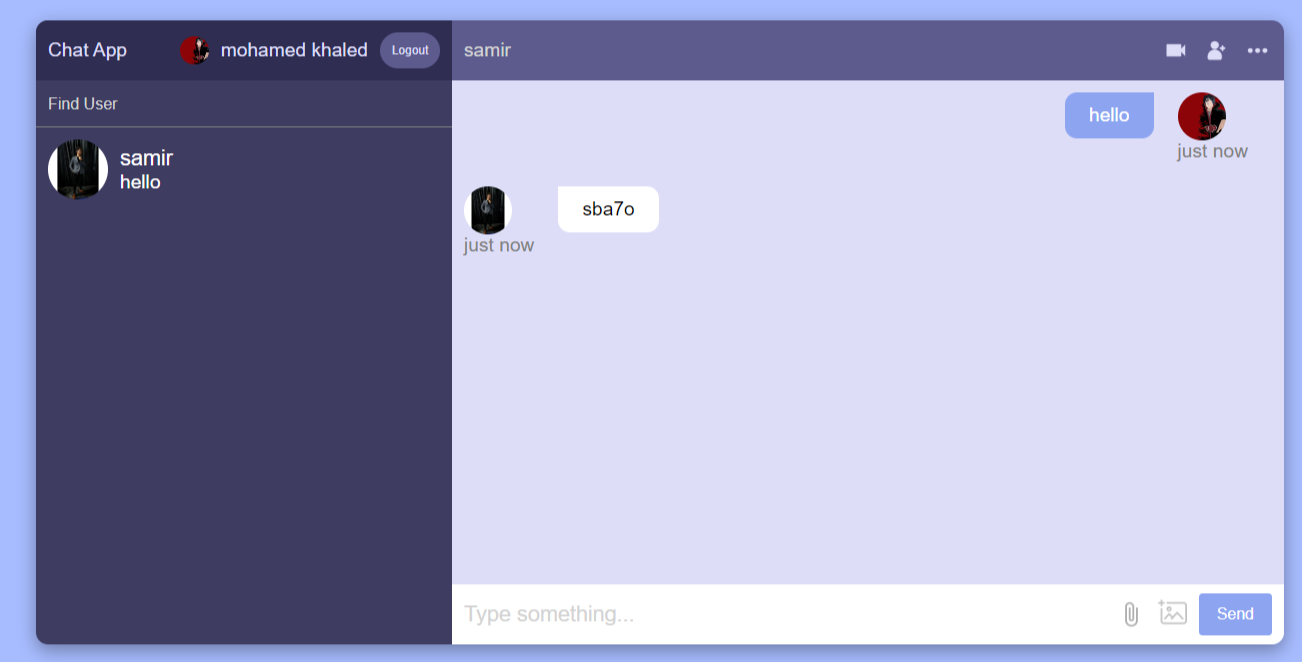 Chat App
mohamed khaled
Logout
Find User
samir
hello
samir
hello
just now
sba7o
just now
Type something...
Send